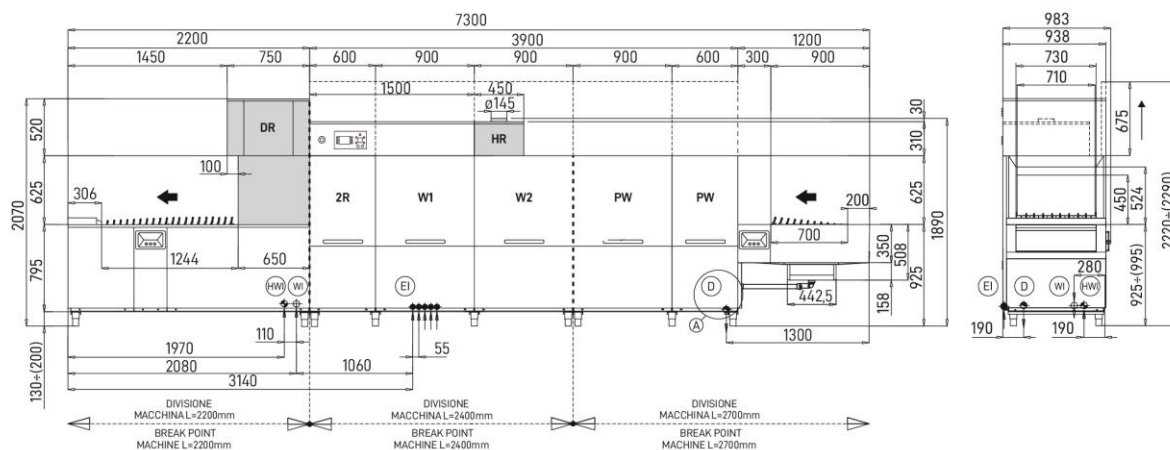 7300 983
2200 3900 1200 938
1450 750 600 900 900 900 600 300 900 730
1500 450 710
ø145
30
520 DR HR 310 675
100
306 2R W1 W2 PW PW 200
625 625 450 524
2070 1890 2220÷(2280)
700
350 508
1244 650
795 925 925÷(995)
HWI WI EI D 280 EI D WI HWI
442,5 158
A
110 55 1300 190 190
1970
130÷(200)
2080 1060
3140
DIVISIONE DIVISIONE DIVISIONE
MACCHINA L=2200mm MACCHINA L=2400mm MACCHINA L=2700mm
BREAK POINT BREAK POINT BREAK POINT
MACHINE L=2200mm MACHINE L=2400mm MACHINE L=2700mm